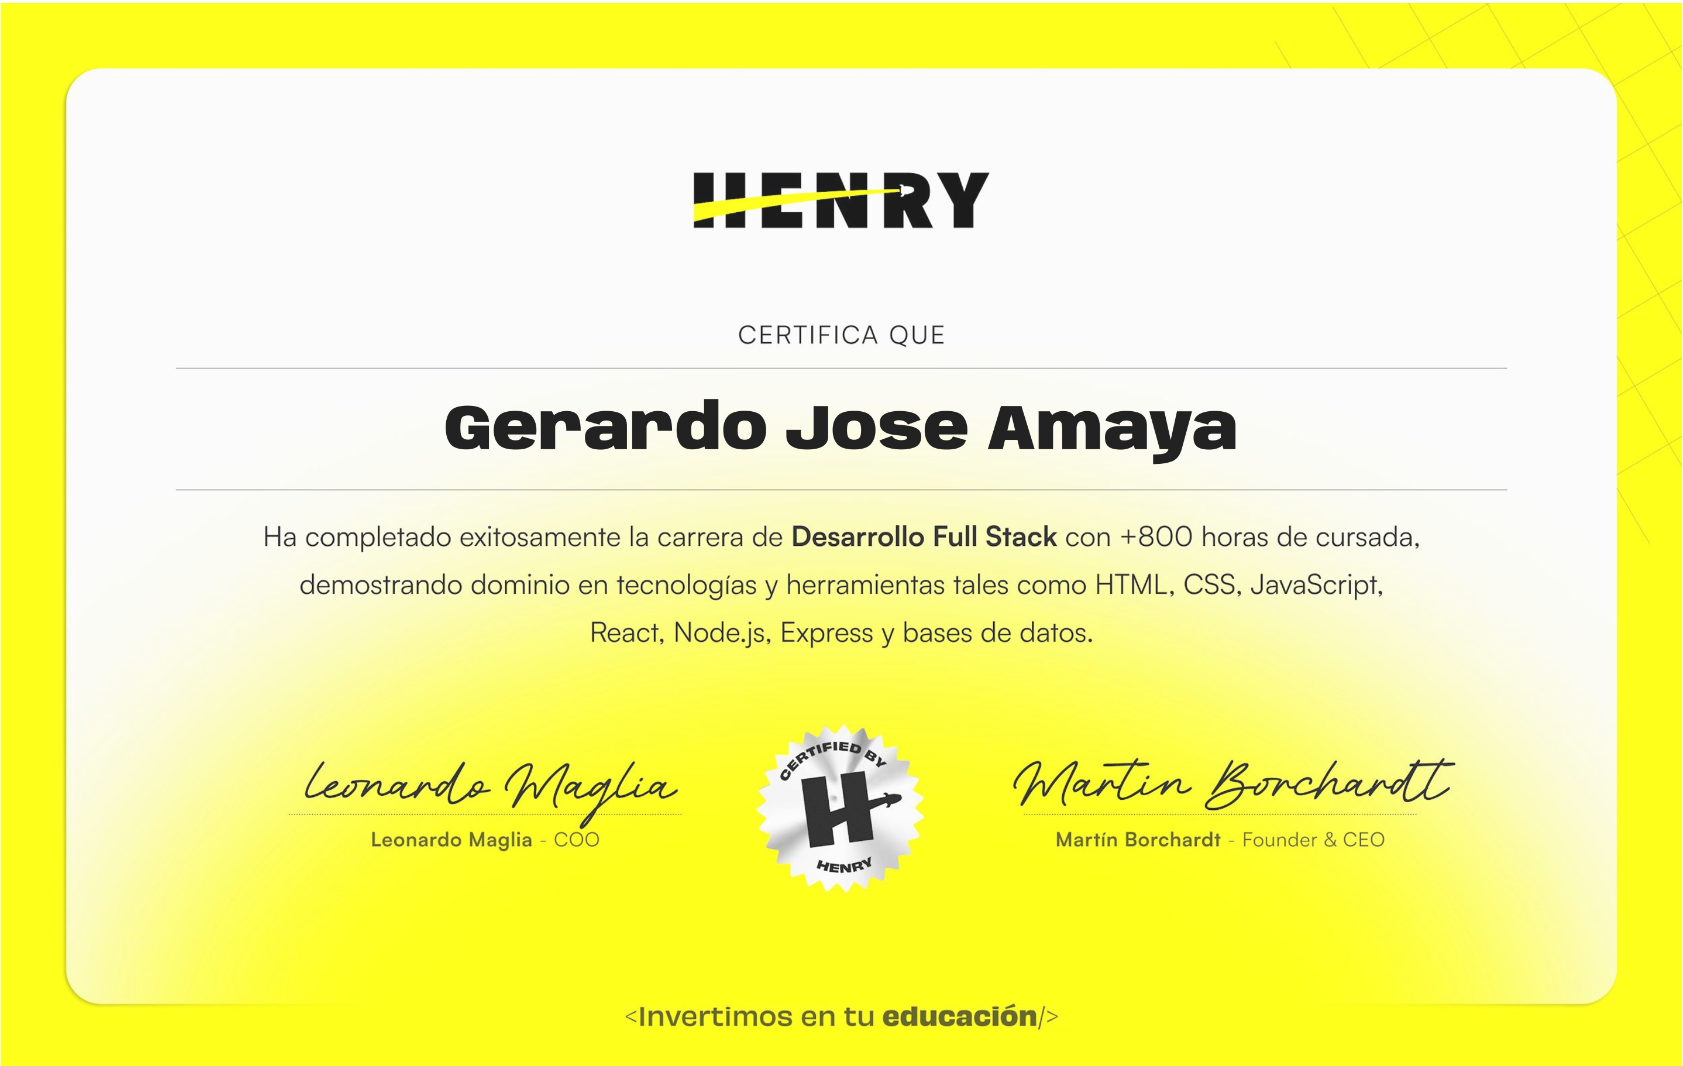 HENRY
CERTIFICA QUE
Gerardo Jose Amaya
Ha completado exitosamente la carrera de Desarrollo Full Stack con +800 horas de cursada,
demostrando dominio en tecnologías y herramientas tales como HTML, CSS, JavaScript,
React, Node.js, Express y bases de datos.
Leonardo Maglia
Leonardo Maglia - COO
CERTIFIED BY
H
HENRY
Martin Borchardt
Martín Borchardt - Founder & CEO
<Invertimos en tu educación/>